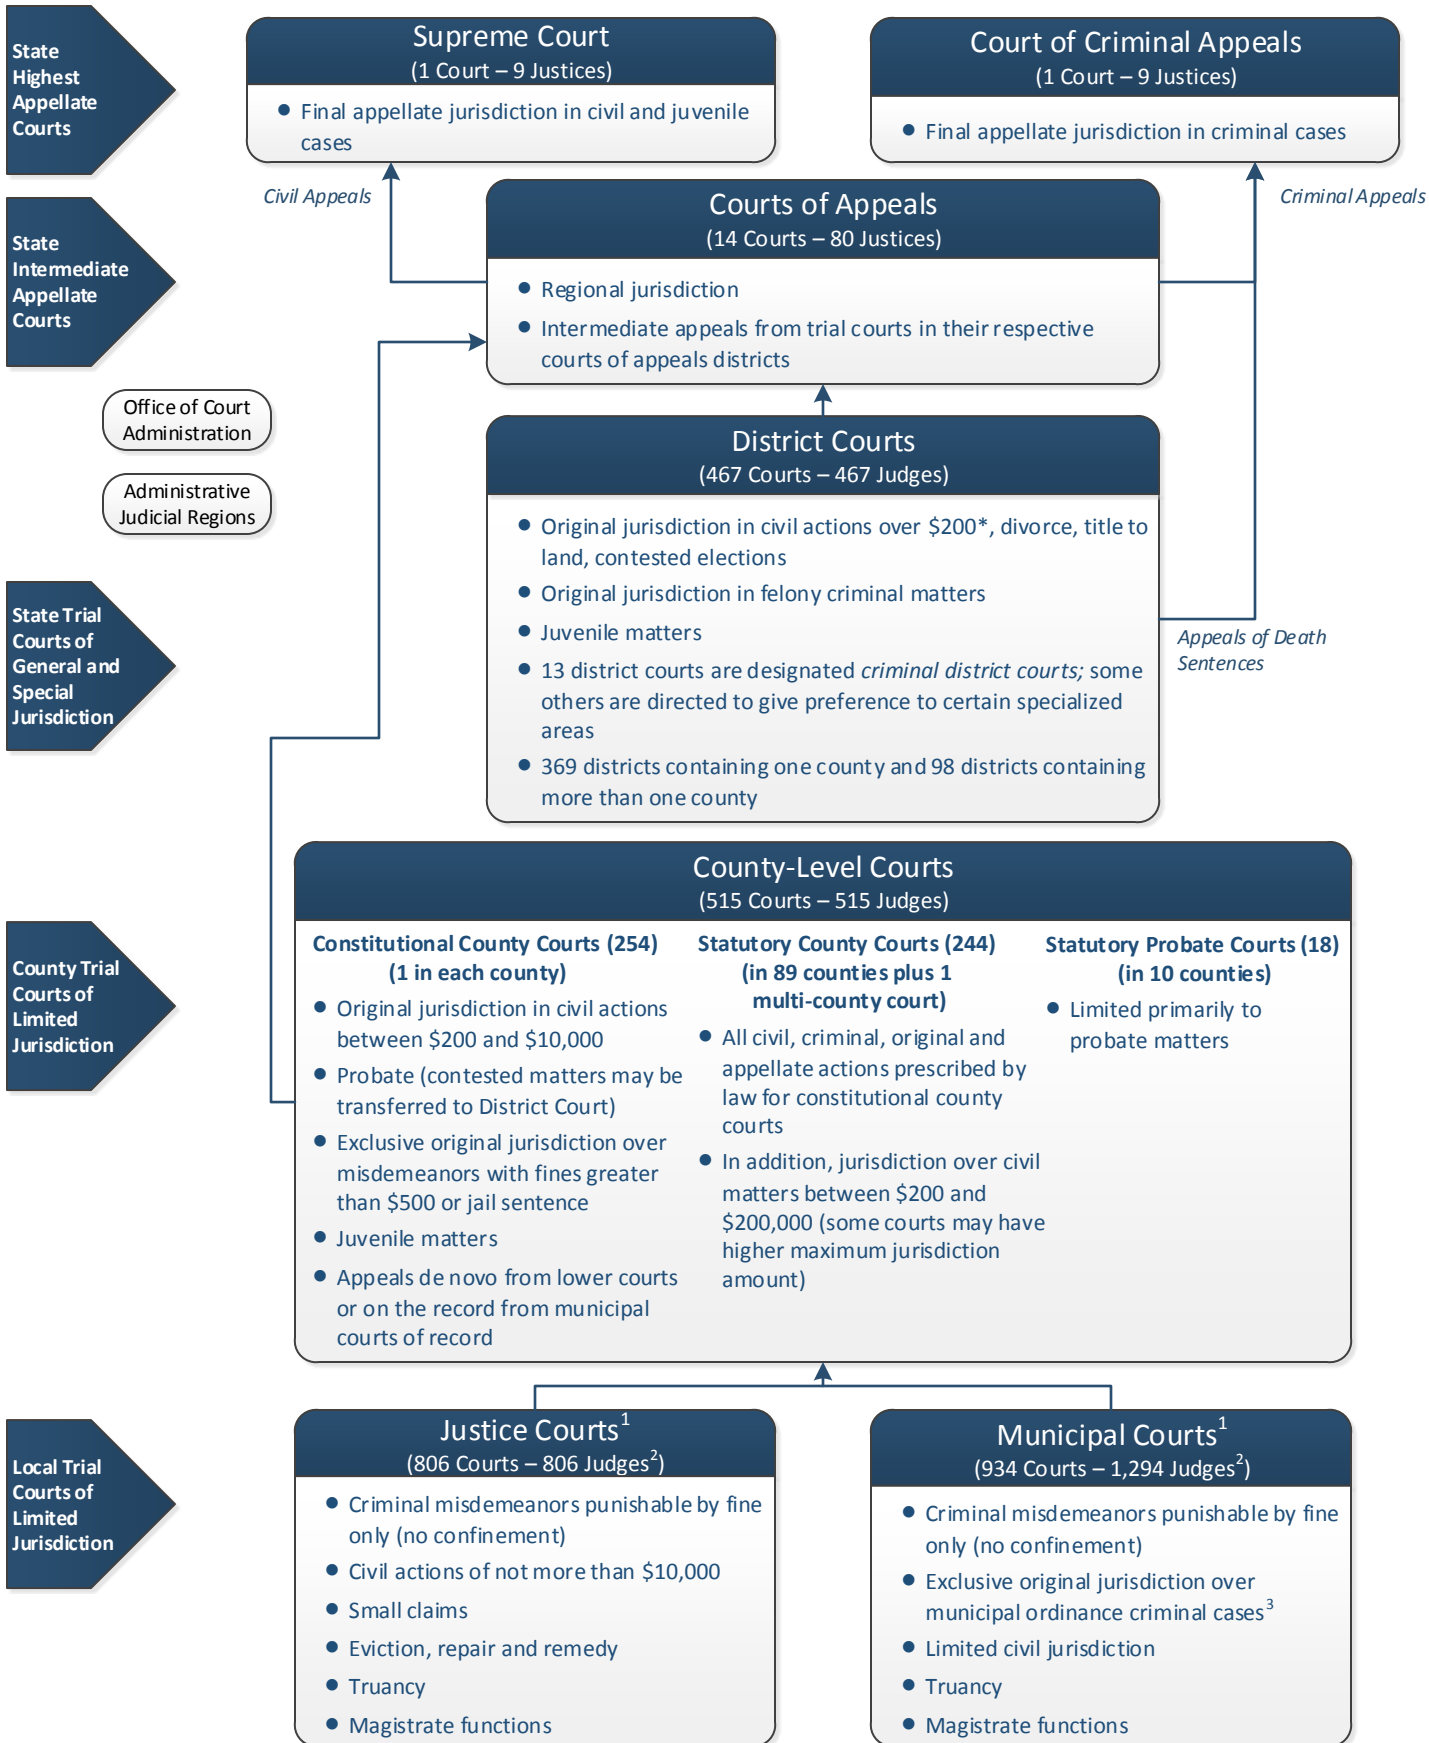 State
Highest
Appellate
Courts
Supreme Court
(1 Court – 9 Justices)
● Final appellate jurisdiction in civil and juvenile
cases
Court of Criminal Appeals
(1 Court – 9 Justices)
● Final appellate jurisdiction in criminal cases
Civil Appeals
Criminal Appeals
State
Intermediate
Appellate
Courts
Courts of Appeals
(14 Courts – 80 Justices)
● Regional jurisdiction
● Intermediate appeals from trial courts in their respective
courts of appeals districts
Office of Court
Administration
Administrative
Judicial Regions
State Trial
Courts of
General and
Special
Jurisdiction
District Courts
(467 Courts – 467 Judges)
● Original jurisdiction in civil actions over $200*, divorce, title to
land, contested elections
● Original jurisdiction in felony criminal matters
● Juvenile matters
● 13 district courts are designated criminal district courts; some
others are directed to give preference to certain specialized
areas
● 369 districts containing one county and 98 districts containing
more than one county
Appeals of Death
Sentences
County Trial
Courts of
Limited
Jurisdiction
County-Level Courts
(515 Courts – 515 Judges)
Constitutional County Courts (254)
(1 in each county)
● Original jurisdiction in civil actions
between $200 and $10,000
● Probate (contested matters may be
transferred to District Court)
● Exclusive original jurisdiction over
misdemeanors with fines greater
than $500 or jail sentence
● Juvenile matters
● Appeals de novo from lower courts
or on the record from municipal
courts of record
Statutory County Courts (244)
(in 89 counties plus 1
multi-county court)
● All civil, criminal, original and
appellate actions prescribed by
law for constitutional county
courts
● In addition, jurisdiction over civil
matters between $200 and
$200,000 (some courts may have
higher maximum jurisdiction
amount)
Statutory Probate Courts (18)
(in 10 counties)
● Limited primarily to
probate matters
Local Trial
Courts of
Limited
Jurisdiction
Justice Courts¹
(806 Courts – 806 Judges²)
● Criminal misdemeanors punishable by fine
only (no confinement)
● Civil actions of not more than $10,000
● Small claims
● Eviction, repair and remedy
● Truancy
● Magistrate functions
Municipal Courts¹
(934 Courts – 1,294 Judges²)
● Criminal misdemeanors punishable by fine
only (no confinement)
● Exclusive original jurisdiction over
municipal ordinance criminal cases³
● Limited civil jurisdiction
● Truancy
● Magistrate functions